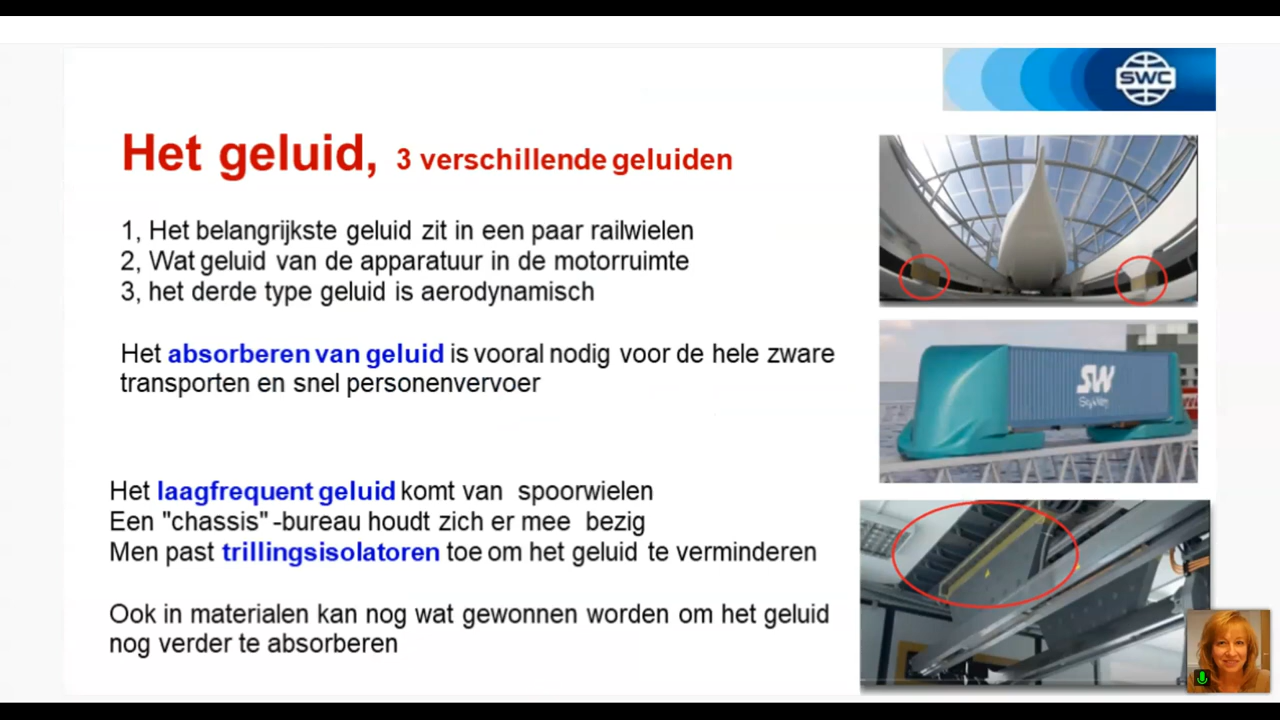 SWC
Het geluid, 3 verschillende geluiden
1, Het belangrijkste geluid zit in een paar railwielen
2, Wat geluid van de apparatuur in de motorruimte
3, het derde type geluid is aerodynamisch
Het absorberen van geluid is vooral nodig voor de hele zware
transporten en snel personenvervoer
SW
SkyWay
Het laagfrequent geluid komt van spoorwielen
Een "chassis" -bureau houdt zich er mee bezig
Men past trillingsisolatoren toe om het geluid te verminderen
Ook in materialen kan nog wat gewonnen worden om het geluid
nog verder te absorberen